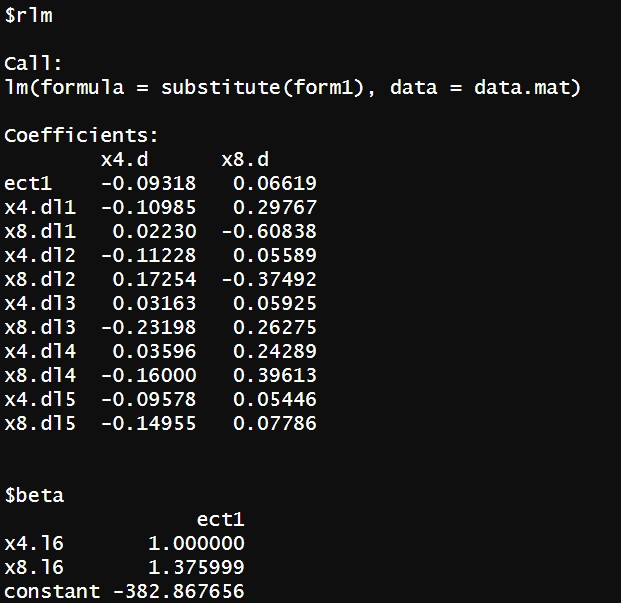 $rlm
Call:
lm(formula = substitute(form1), data = data.mat)
Coefficients:
        x4.d      x8.d
ect1    -0.09318   0.06619
x4.dl1  -0.10985   0.29767
x8.dl1   0.02230  -0.60838
x4.dl2  -0.11228   0.05589
x8.dl2   0.17254  -0.37492
x4.dl3   0.03163   0.05925
x8.dl3  -0.23198   0.26275
x4.dl4   0.03596   0.24289
x8.dl4  -0.16000   0.39613
x4.dl5  -0.09578   0.05446
x8.dl5  -0.14955   0.07786
$beta
                ect1
x4.l6       1.000000
x8.l6       1.375999
constant -382.867656